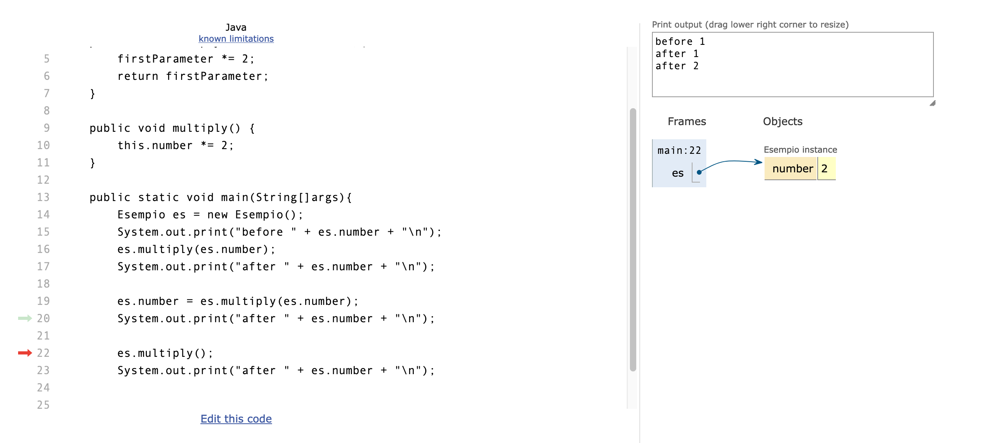 Java
known limitations
5 firstParameter *= 2;
6 return firstParameter;
7 }
8
9 public void multiply() {
10 this.number *= 2;
11 }
12
13 public static void main(String[]args){
14 Esempio es = new Esempio();
15 System.out.print("before " + es.number + "\n");
16 es.multiply(es.number);
17 System.out.print("after " + es.number + "\n");
18
19 es.number = es.multiply(es.number);
20 System.out.print("after " + es.number + "\n");
21
22 es.multiply();
23 System.out.print("after " + es.number + "\n");
24
25
Edit this code
Print output (drag lower right corner to resize)
before 1
after 1
after 2
Frames Objects
main:22
es
Esempio instance
number 2